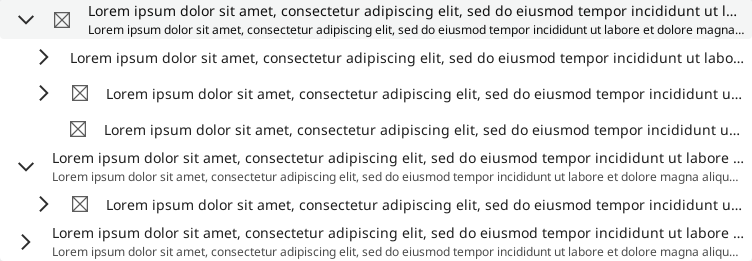 Lorem ipsum dolor sit amet, consectetur adipiscing elit, sed do eiusmod tempor incididunt ut l...
Lorem ipsum dolor sit amet, consectetur adipiscing elit, sed do eiusmod tempor incididunt ut labore et dolore magna...
Lorem ipsum dolor sit amet, consectetur adipiscing elit, sed do eiusmod tempor incididunt ut labo...
Lorem ipsum dolor sit amet, consectetur adipiscing elit, sed do eiusmod tempor incididunt u...
Lorem ipsum dolor sit amet, consectetur adipiscing elit, sed do eiusmod tempor incididunt u...
Lorem ipsum dolor sit amet, consectetur adipiscing elit, sed do eiusmod tempor incididunt ut labore ...
Lorem ipsum dolor sit amet, consectetur adipiscing elit, sed do eiusmod tempor incididunt ut labore et dolore magna aliqu...
Lorem ipsum dolor sit amet, consectetur adipiscing elit, sed do eiusmod tempor incididunt u...
Lorem ipsum dolor sit amet, consectetur adipiscing elit, sed do eiusmod tempor incididunt ut labore ...
Lorem ipsum dolor sit amet, consectetur adipiscing elit, sed do eiusmod tempor incididunt ut labore et dolore magna aliqu...